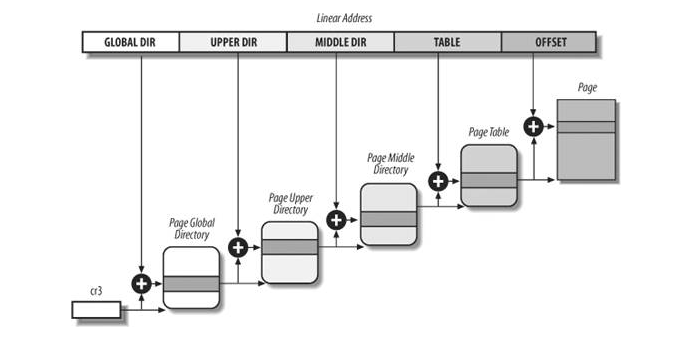 Linear Address
GLOBAL DIR
UPPER DIR
MIDDLE DIR
TABLE
OFFSET
Page
Page Table
Page Middle
Directory
Page Upper
Directory
Page Global
Directory
cr3